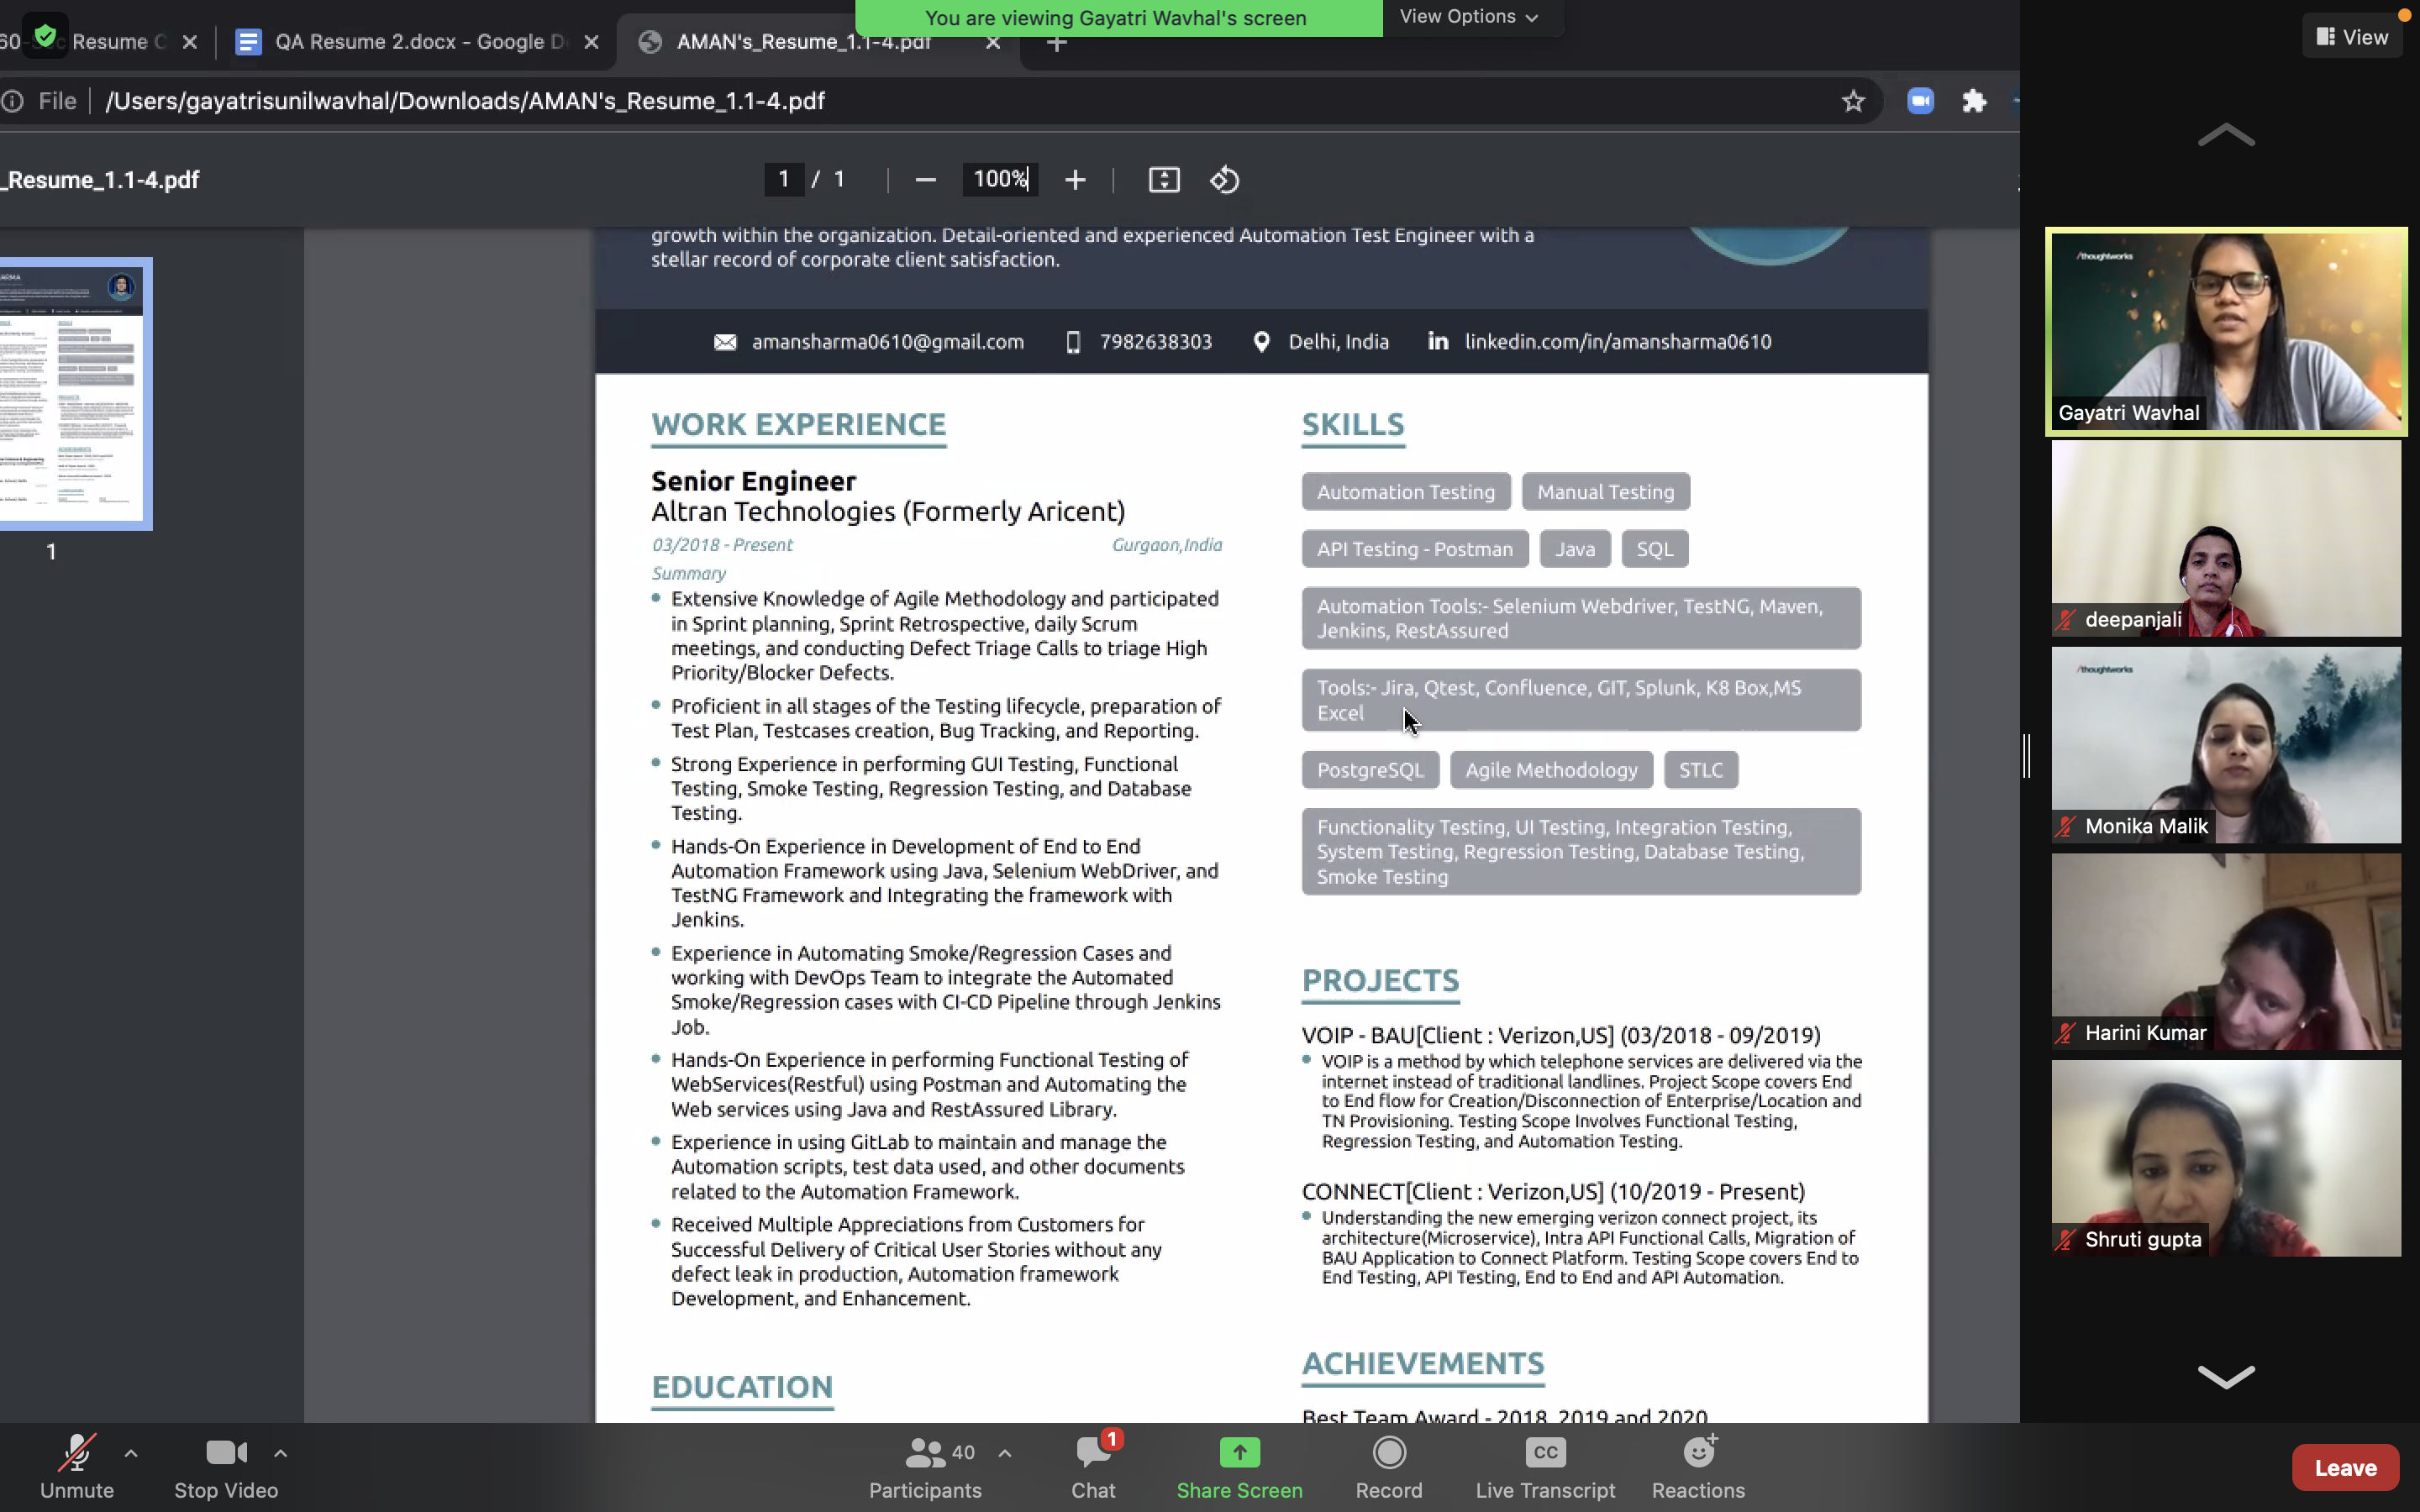 You are viewing Gayatri Wavhal's screen
View Options
View
Resume
QA Resume 2.docx - Google D
AMAN's_Resume_1.1-4.pdf
File
/Users/gayatrisunilwavhal/Downloads/AMAN's_Resume_1.1-4.pdf
_Resume_1.1-4.pdf
1 / 1
100%
1
growth within the organization. Detail-oriented and experienced Automation Test Engineer with a
stellar record of corporate client satisfaction.
amansharma0610@gmail.com
7982638303
Delhi, India
in linkedin.com/in/amansharma0610
WORK EXPERIENCE
Senior Engineer
Altran Technologies (Formerly Aricent)
03/2018 - Present
Gurgaon,India
Summary
Extensive Knowledge of Agile Methodology and participated
in Sprint planning, Sprint Retrospective, daily Scrum
meetings, and conducting Defect Triage Calls to triage High
Priority/Blocker Defects.
Proficient in all stages of the Testing lifecycle, preparation of
Test Plan, Testcases creation, Bug Tracking, and Reporting.
Strong Experience in performing GUI Testing, Functional
Testing, Smoke Testing, Regression Testing, and Database
Testing.
Hands-On Experience in Development of End to End
Automation Framework using Java, Selenium WebDriver, and
TestNG Framework and Integrating the framework with
Jenkins.
Experience in Automating Smoke/Regression Cases and
working with DevOps Team to integrate the Automated
Smoke/Regression cases with CI-CD Pipeline through Jenkins
Job.
Hands-On Experience in performing Functional Testing of
WebServices(Restful) using Postman and Automating the
Web services using Java and RestAssured Library.
Experience in using GitLab to maintain and manage the
Automation scripts, test data used, and other documents
related to the Automation Framework.
Received Multiple Appreciations from Customers for
Successful Delivery of Critical User Stories without any
defect leak in production, Automation framework
Development, and Enhancement.
EDUCATION
SKILLS
Automation Testing
Manual Testing
API Testing - Postman
Java
SQL
Automation Tools:- Selenium Webdriver, TestNG, Maven,
Jenkins, RestAssured
Tools:- Jira, Qtest, Confluence, GIT, Splunk, K8 Box,MS
Excel
PostgreSQL
Agile Methodology
STLC
Functionality Testing, UI Testing, Integration Testing,
System Testing, Regression Testing, Database Testing,
Smoke Testing
PROJECTS
VOIP - BAU[Client : Verizon,US] (03/2018 - 09/2019)
VOIP is a method by which telephone services are delivered via the
internet instead of traditional landlines. Project Scope covers End
to End flow for Creation/Disconnection of Enterprise/Location and
TN Provisioning. Testing Scope Involves Functional Testing,
Regression Testing, and Automation Testing.
CONNECT[Client : Verizon,US] (10/2019 - Present)
Understanding the new emerging verizon connect project, its
architecture(Microservice), Intra API Functional Calls, Migration of
BAU Application to Connect Platform. Testing Scope covers End to
End Testing, API Testing, End to End and API Automation.
ACHIEVEMENTS
Best Team Award - 2018, 2019 and 2020
/thoughtworks
Gayatri Wavhal
deepanjali
/thoughtworks
Monika Malik
Harini Kumar
Shruti gupta
Unmute
Stop Video
40
Participants
1
Chat
Share Screen
Record
CC
Live Transcript
Reactions
Leave